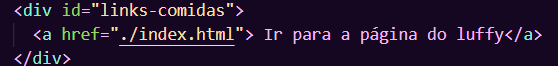 <div id="links-comidas">
<a href="./index.html"> Ir para a página do luffy</a>
</div>